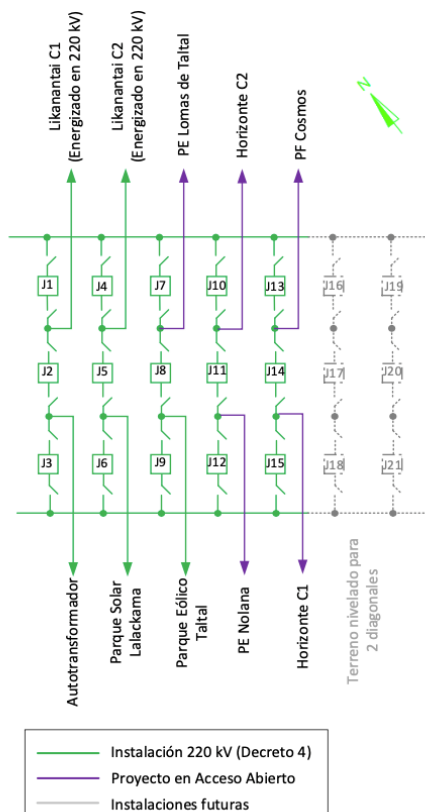 Likanantai C1
(Energizado en 220 kV)
Likanantai C2
(Energizado en 220 kV)
PE Lomas de Taltal
Horizonte C2
PF Cosmos
N
J1
J4
J7
J10
J13
J16
J19
J2
J5
J8
J11
J14
J17
J20
J3
J6
J9
J12
J15
J18
J21
Autotransformador
Parque Solar
Lalackama
Parque Eólico
Taltal
PE Nolana
Horizonte C1
Terreno nivelado para
2 diagonales
Instalación 220 kV (Decreto 4)
Proyecto en Acceso Abierto
Instalaciones futuras